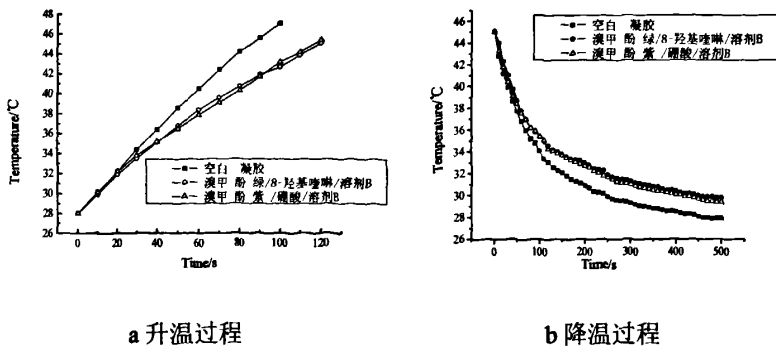 空白 凝胶
溴甲 酚 绿/8-羟基喹啉/溶剂B
溴甲 酚 紫 /硼酸/溶剂B
Temperature/℃
48
46
44
42
40
38
36
34
32
30
28
26
0 20 40 60 80 100 120
Time/s
a 升温过程
空白 凝胶
溴甲 酚 绿/8-羟基喹啉/溶剂B
溴甲 酚 紫 /硼酸/溶剂B
Temperature/℃
48
46
44
42
40
38
36
34
32
30
28
26
0 100 200 300 400 500
Time/s
b 降温过程